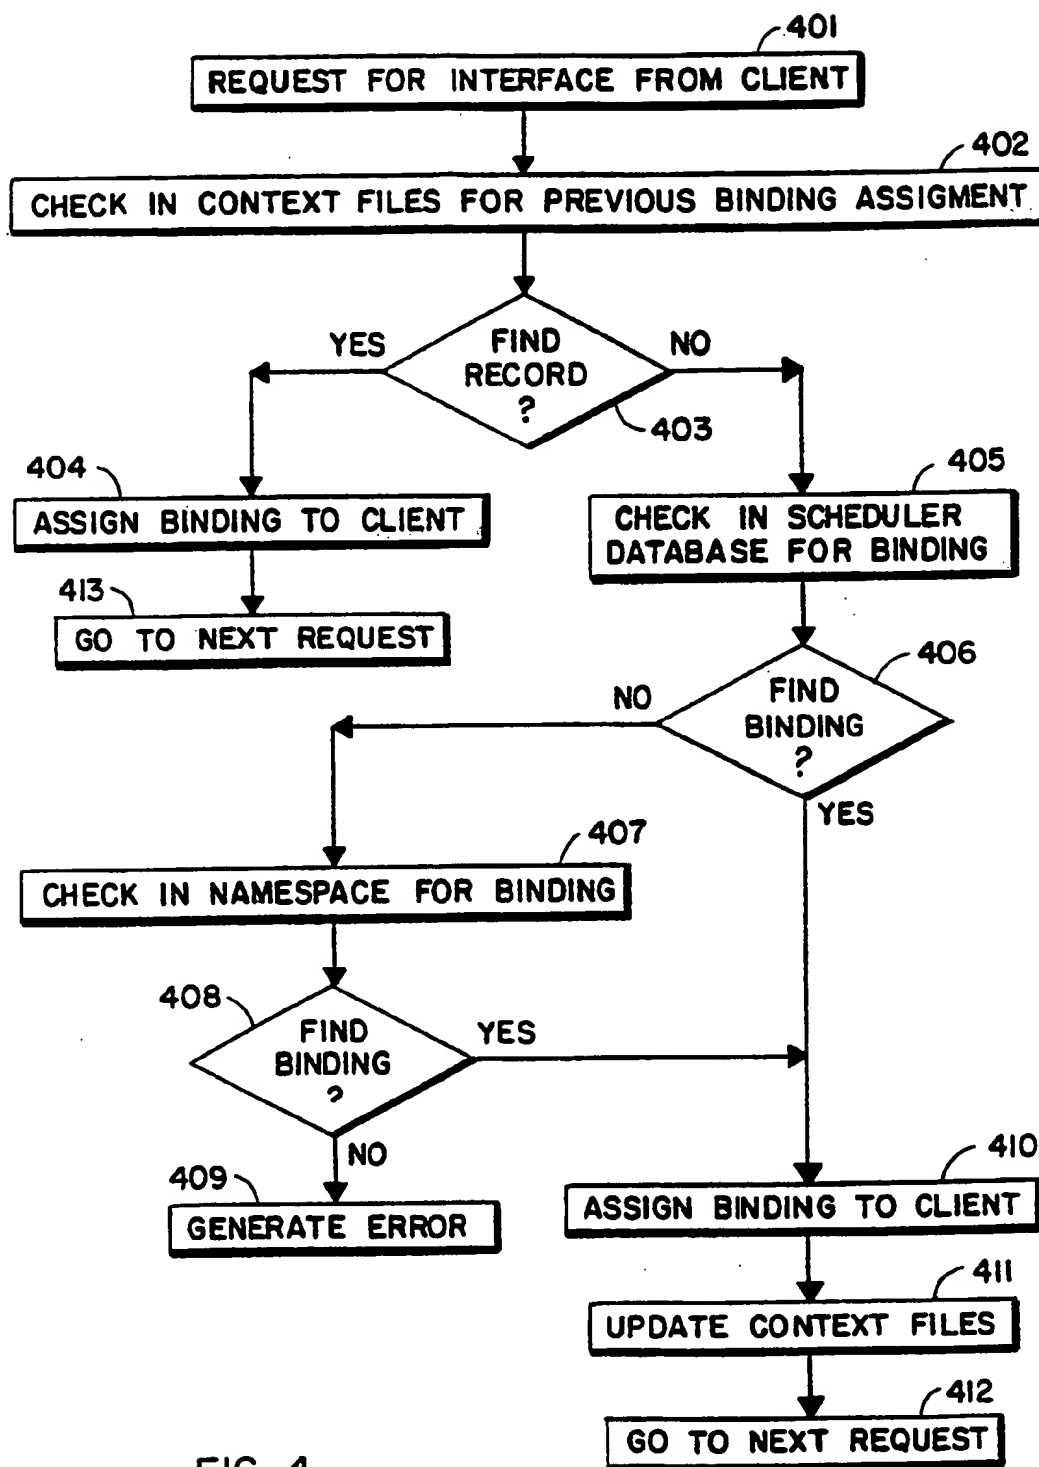 401
REQUEST FOR INTERFACE FROM CLIENT
402
CHECK IN CONTEXT FILES FOR PREVIOUS BINDING ASSIGMENT
YES
FIND
RECORD
?
NO
403
404
ASSIGN BINDING TO CLIENT
405
CHECK IN SCHEDULER
DATABASE FOR BINDING
413
GO TO NEXT REQUEST
406
NO
FIND
BINDING
?
YES
407
CHECK IN NAMESPACE FOR BINDING
408
FIND
BINDING
?
YES
NO
409
GENERATE ERROR
410
ASSIGN BINDING TO CLIENT
411
UPDATE CONTEXT FILES
412
GO TO NEXT REQUEST
FIG. 4